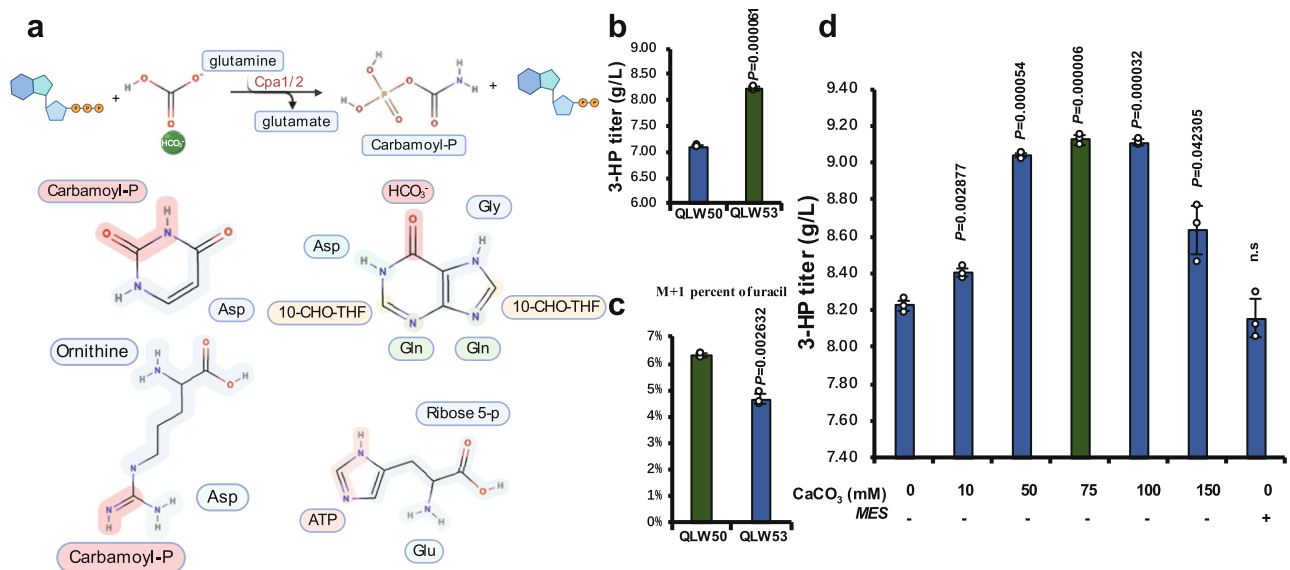 a
glutamine
Cpa1/2
+
+
O
H
O
O⁻
O
HCO₃⁻
glutamate
H
O
P
O
NH₂
H
O
O
O
Carbamoyl-P
P P P
P P P
Carbamoyl-P
H
O
N
O
N
H
Asp
HCO₃⁻
O
Gly
H
N
Asp
H
N
10-CHO-THF
N
N
10-CHO-THF
Gln
Gln
Ornithine
H
O
H
N
H
O
H
H
N
N
N
H
H
H
Asp
Carbamoyl-P
Ribose 5-p
H
N
O
O
H
N
N
H
H
ATP
Glu
b
3-HP titer (g/L)
9.00
8.50
8.00
7.50
7.00
6.50
6.00
P=0.000061
QLW50 QLW53
c
M+1 percent of uracil
7%
6%
5%
4%
3%
2%
1%
0%
P=0.002632
QLW50 QLW53
d
3-HP titer (g/L)
9.40
9.20
9.00
8.80
8.60
8.40
8.20
8.00
7.80
7.60
7.40
P=0.002877
P=0.000054
P=0.000006
P=0.000032
P=0.042305
n.s
CaCO₃ (mM) 0 10 50 75 100 150 0
MES - - - - - - +